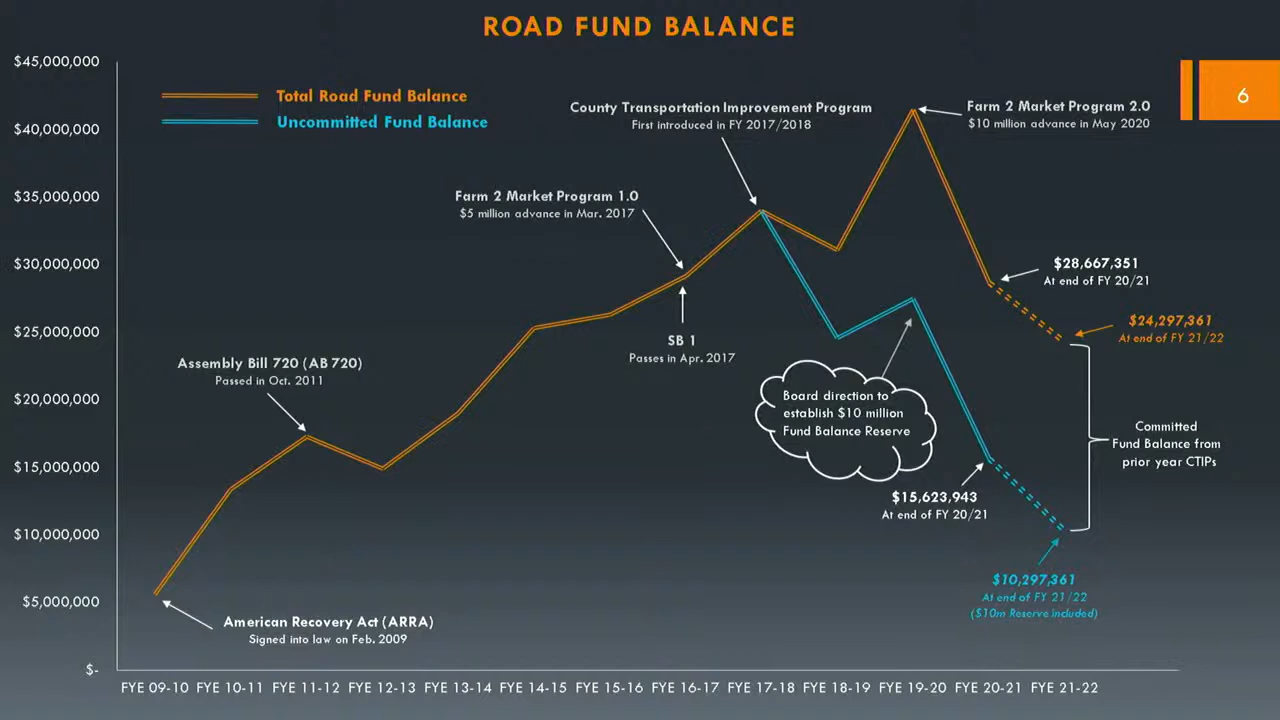 ROAD FUND BALANCE
6
$45,000,000
$40,000,000
$35,000,000
$30,000,000
$25,000,000
$20,000,000
$15,000,000
$10,000,000
$5,000,000
$-
Total Road Fund Balance
Uncommitted Fund Balance
County Transportation Improvement Program
First introduced in FY 2017/2018
Farm 2 Market Program 2.0
$10 million advance in May 2020
Farm 2 Market Program 1.0
$5 million advance in Mar. 2017
$28,667,351
At end of FY 20/21
$24,297,361
At end of FY 21/22
SB 1
Passes in Apr. 2017
Assembly Bill 720 (AB 720)
Passed in Oct. 2011
Board direction to
establish $10 million
Fund Balance Reserve
Committed
Fund Balance from
prior year CTIPs
$15,623,943
At end of FY 20/21
$10,297,361
At end of FY 21/22
($10m Reserve included)
American Recovery Act (ARRA)
Signed into law on Feb. 2009
FYE 09-10 FYE 10-11 FYE 11-12 FYE 12-13 FYE 13-14 FYE 14-15 FYE 15-16 FYE 16-17 FYE 17-18 FYE 18-19 FYE 19-20 FYE 20-21 FYE 21-22